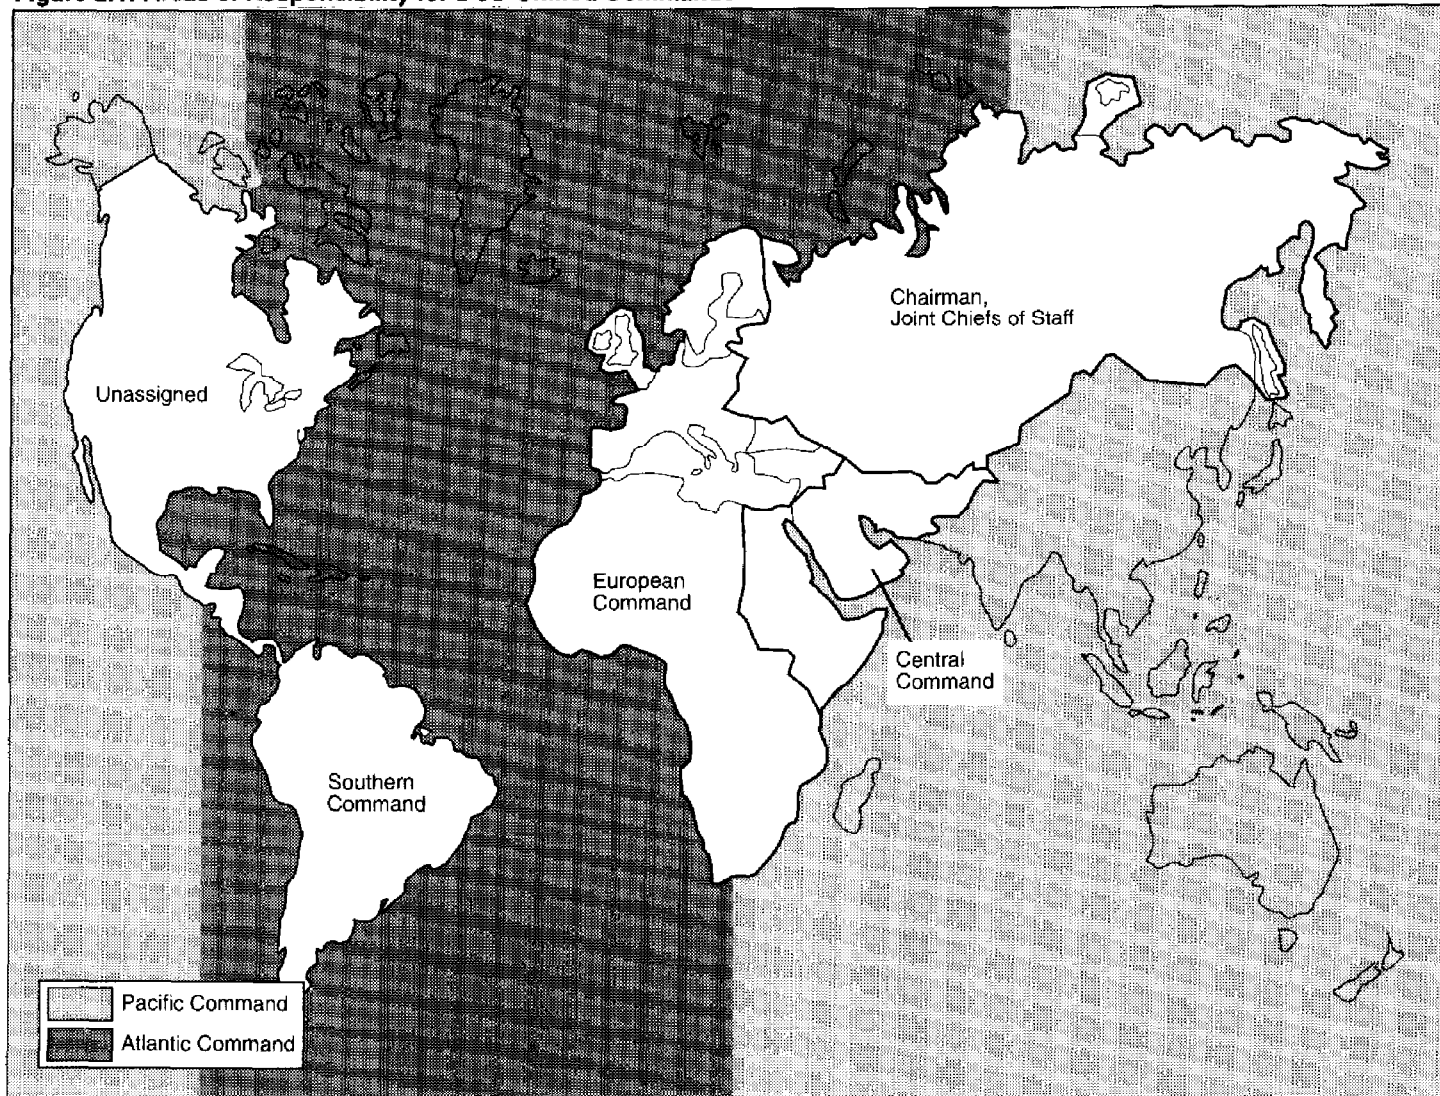 Unassigned
Chairman,
Joint Chiefs of Staff
European
Command
Central
Command
Southern
Command
Pacific Command
Atlantic Command